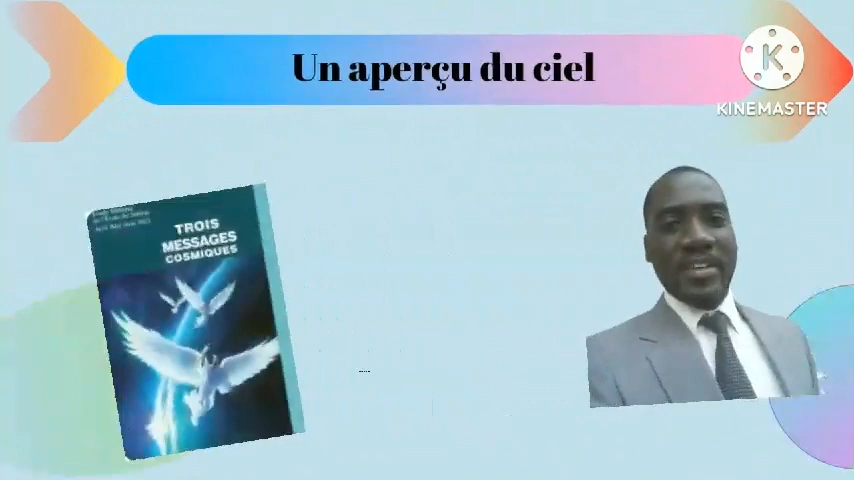 Un aperçu du ciel
KINEMASTER
TROIS
MESSAGES
COSMIQUES